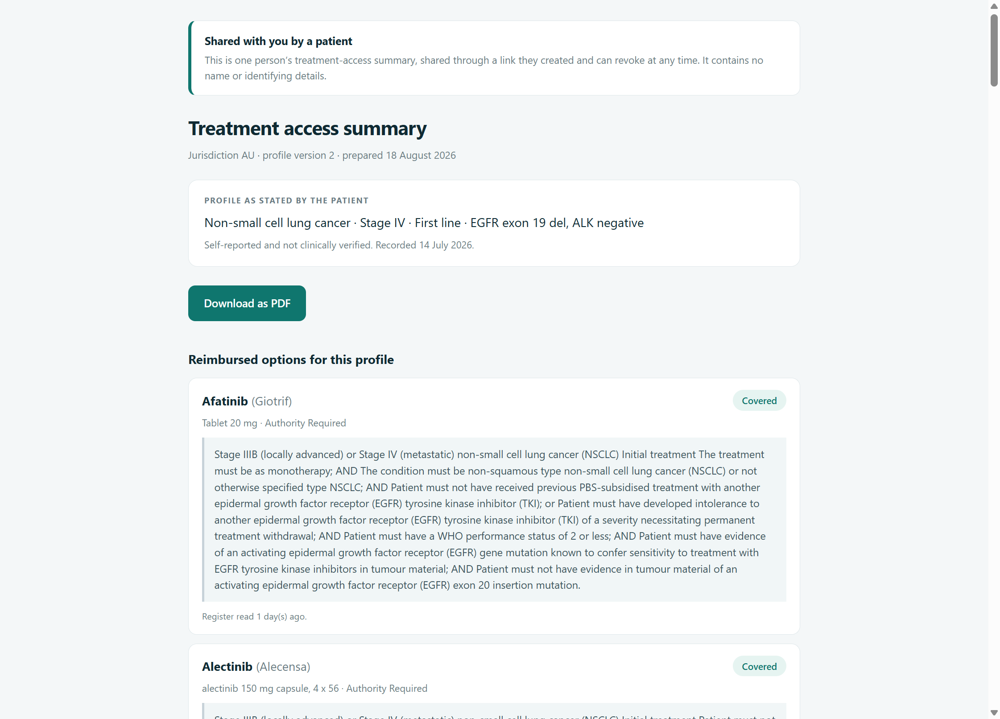 Shared with you by a patient
This is one person’s treatment-access summary, shared through a link they created and can revoke at any time. It contains no
name or identifying details.
Treatment access summary
Jurisdiction AU · profile version 2 · prepared 18 August 2026
PROFILE AS STATED BY THE PATIENT
Non-small cell lung cancer · Stage IV · First line · EGFR exon 19 del, ALK negative
Self-reported and not clinically verified. Recorded 14 July 2026.
Download as PDF
Reimbursed options for this profile
Afatinib (Giotrif)
Covered
Tablet 20 mg · Authority Required
Stage IIIB (locally advanced) or Stage IV (metastatic) non-small cell lung cancer (NSCLC) Initial treatment The treatment
must be as monotherapy; AND The condition must be non-squamous type non-small cell lung cancer (NSCLC) or not
otherwise specified type NSCLC; AND Patient must not have received previous PBS-subsidised treatment with another
epidermal growth factor receptor (EGFR) tyrosine kinase inhibitor (TKI); or Patient must have developed intolerance to
another epidermal growth factor receptor (EGFR) tyrosine kinase inhibitor (TKI) of a severity necessitating permanent
treatment withdrawal; AND Patient must have a WHO performance status of 2 or less; AND Patient must have evidence
of an activating epidermal growth factor receptor (EGFR) gene mutation known to confer sensitivity to treatment with
EGFR tyrosine kinase inhibitors in tumour material; AND Patient must not have evidence in tumour material of an
activating epidermal growth factor receptor (EGFR) exon 20 insertion mutation.
Register read 1 day(s) ago.
Alectinib (Alecensa)
Covered
alectinib 150 mg capsule, 4 x 56 · Authority Required
Stage IIIB (locally advanced) or Stage IV (metastatic) non-small cell lung cancer (NSCLC) Initial treatment Patient must not